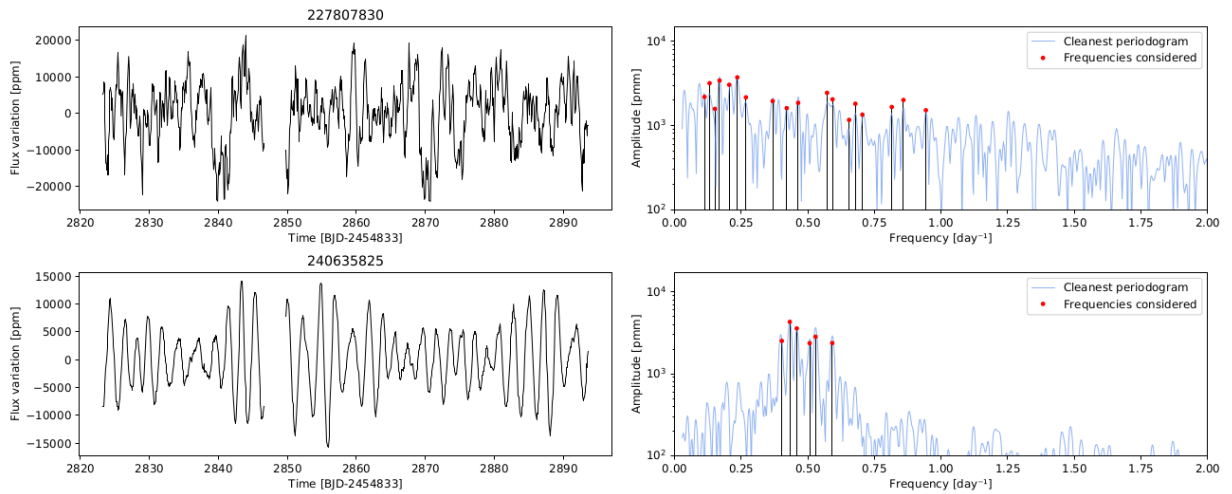 227807830
Flux variation [ppm]
20000
10000
0
−10000
−20000
2820 2830 2840 2850 2860 2870 2880 2890
Time [BJD-2454833]
Amplitude [pmm]
10⁴
10³
10²
Cleanest periodogram
Frequencies considered
0.00 0.25 0.50 0.75 1.00 1.25 1.50 1.75 2.00
Frequency [day⁻¹]
240635825
Flux variation [ppm]
15000
10000
5000
0
−5000
−10000
−15000
2820 2830 2840 2850 2860 2870 2880 2890
Time [BJD-2454833]
Amplitude [pmm]
10⁴
10³
10²
Cleanest periodogram
Frequencies considered
0.00 0.25 0.50 0.75 1.00 1.25 1.50 1.75 2.00
Frequency [day⁻¹]